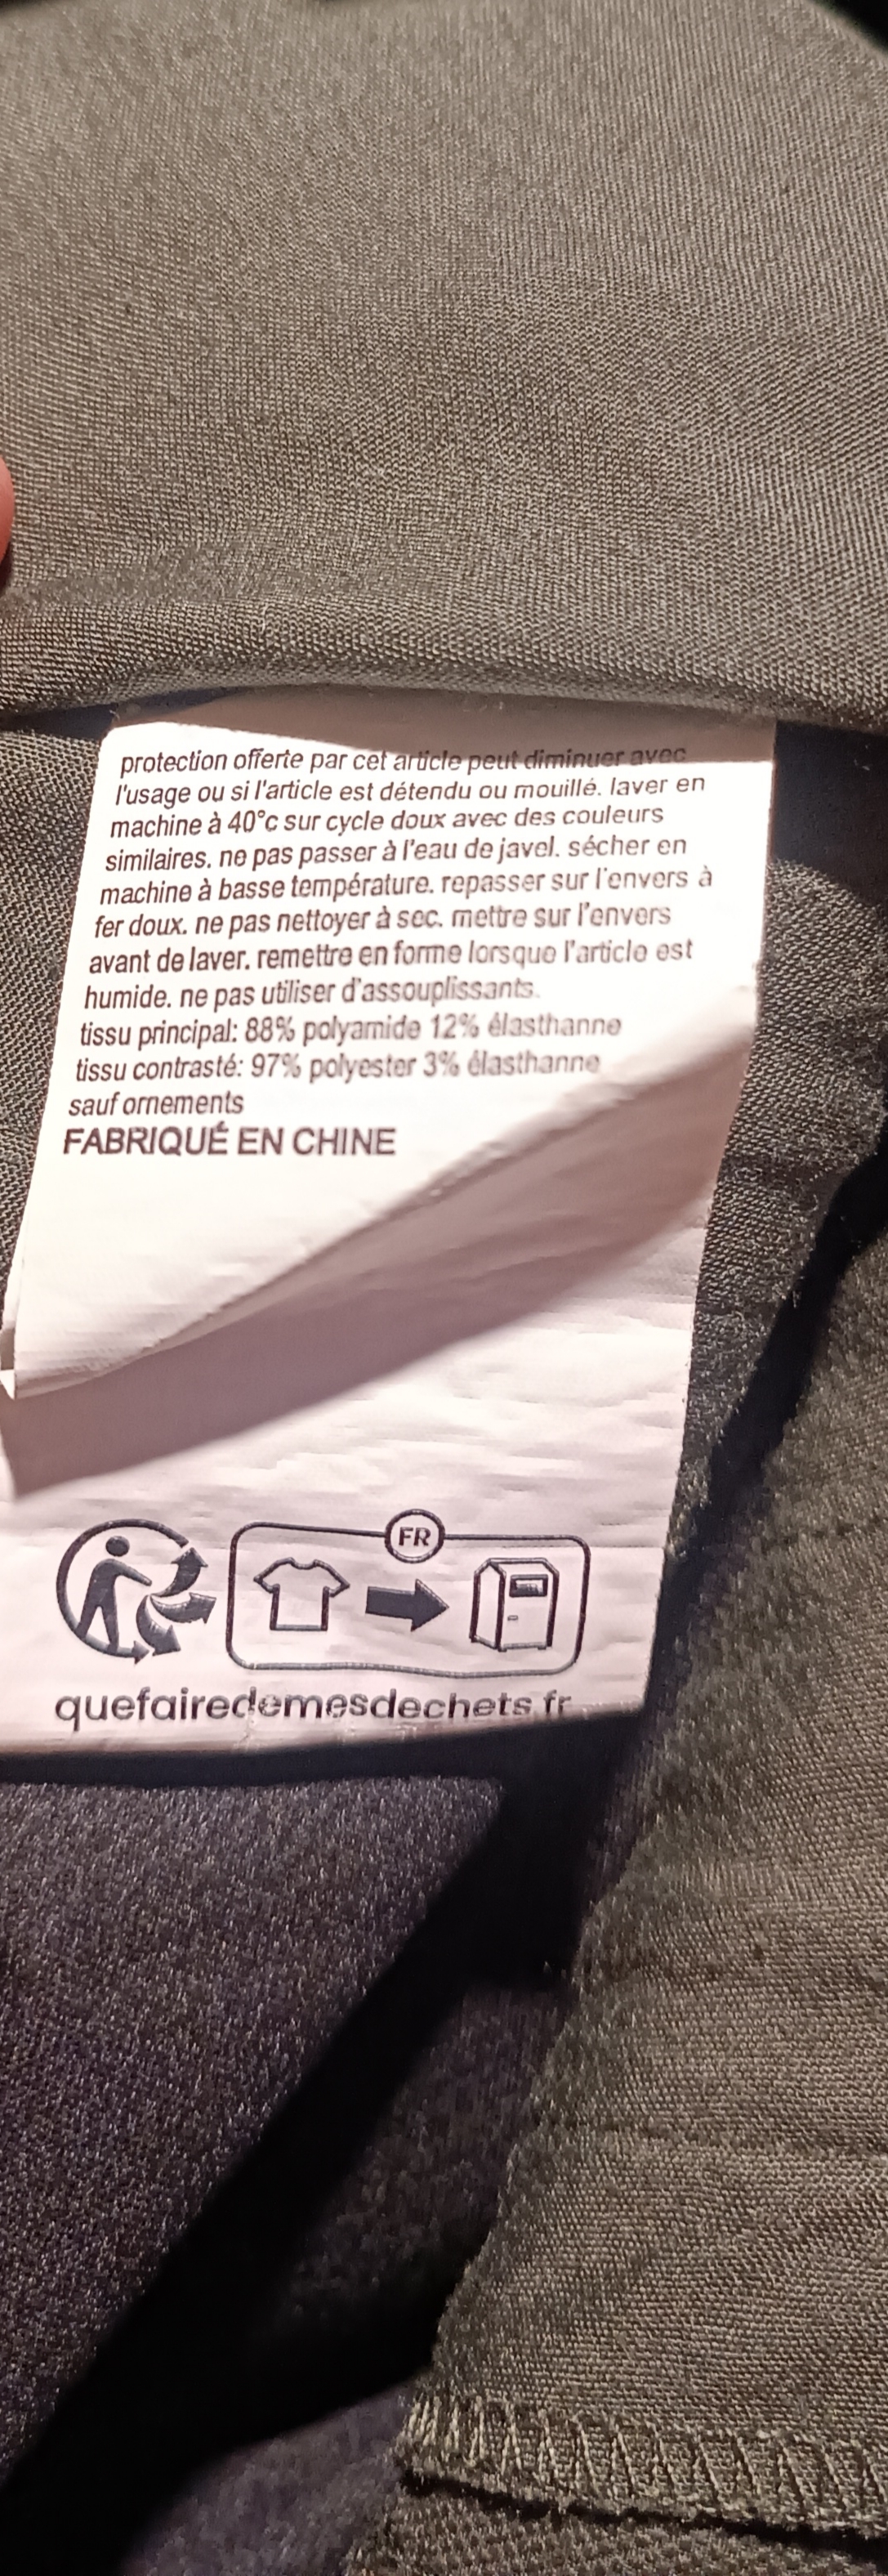 protection offerte par cet article peut diminuer avec
l'usage ou si l'article est détendu ou mouillé. laver en
machine à 40°c sur cycle doux avec des couleurs
similaires. ne pas passer à l'eau de javel. sécher en
machine à basse température. repasser sur l'envers à
fer doux. ne pas nettoyer à sec. mettre sur l'envers
avant de laver. remettre en forme lorsque l'article est
humide. ne pas utiliser d'assouplissants.
tissu principal: 88% polyamide 12% élasthanne
tissu contrasté: 97% polyester 3% élasthanne
sauf ornements
FABRIQUÉ EN CHINE
FR
quefairedemesdechets.fr